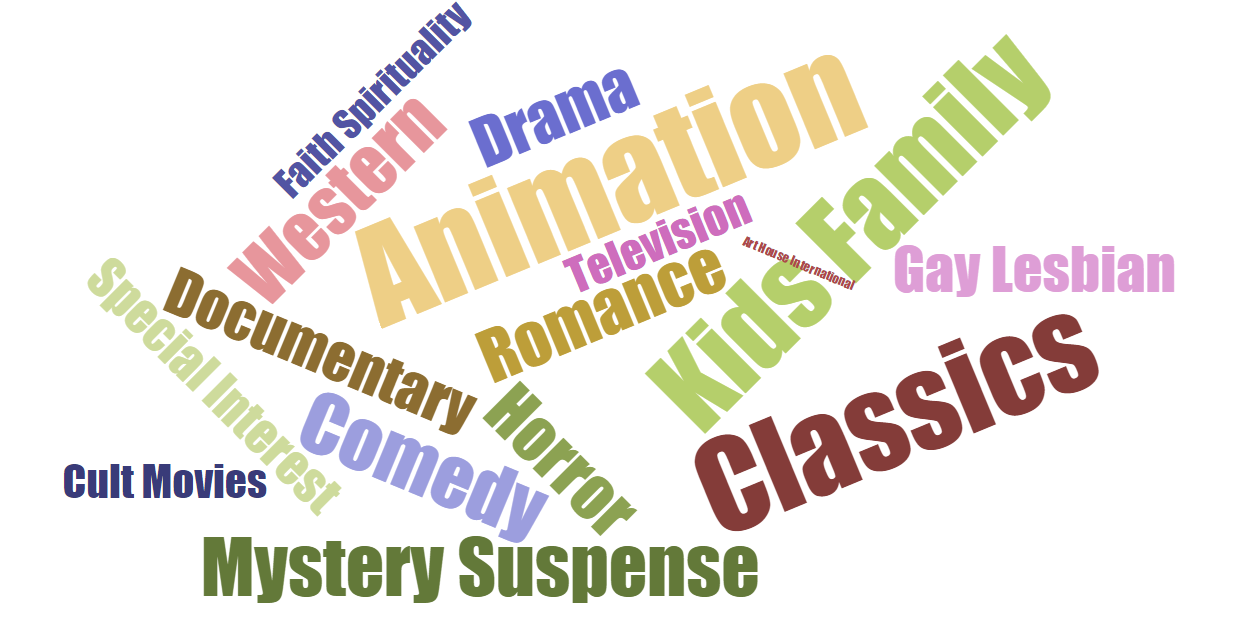 Faith Spirituality
Drama
Western
Animation
Kids Family
Television
Art House International
Gay Lesbian
Romance
Documentary
Special Interest
Classics
Comedy
Horror
Cult Movies
Mystery Suspense